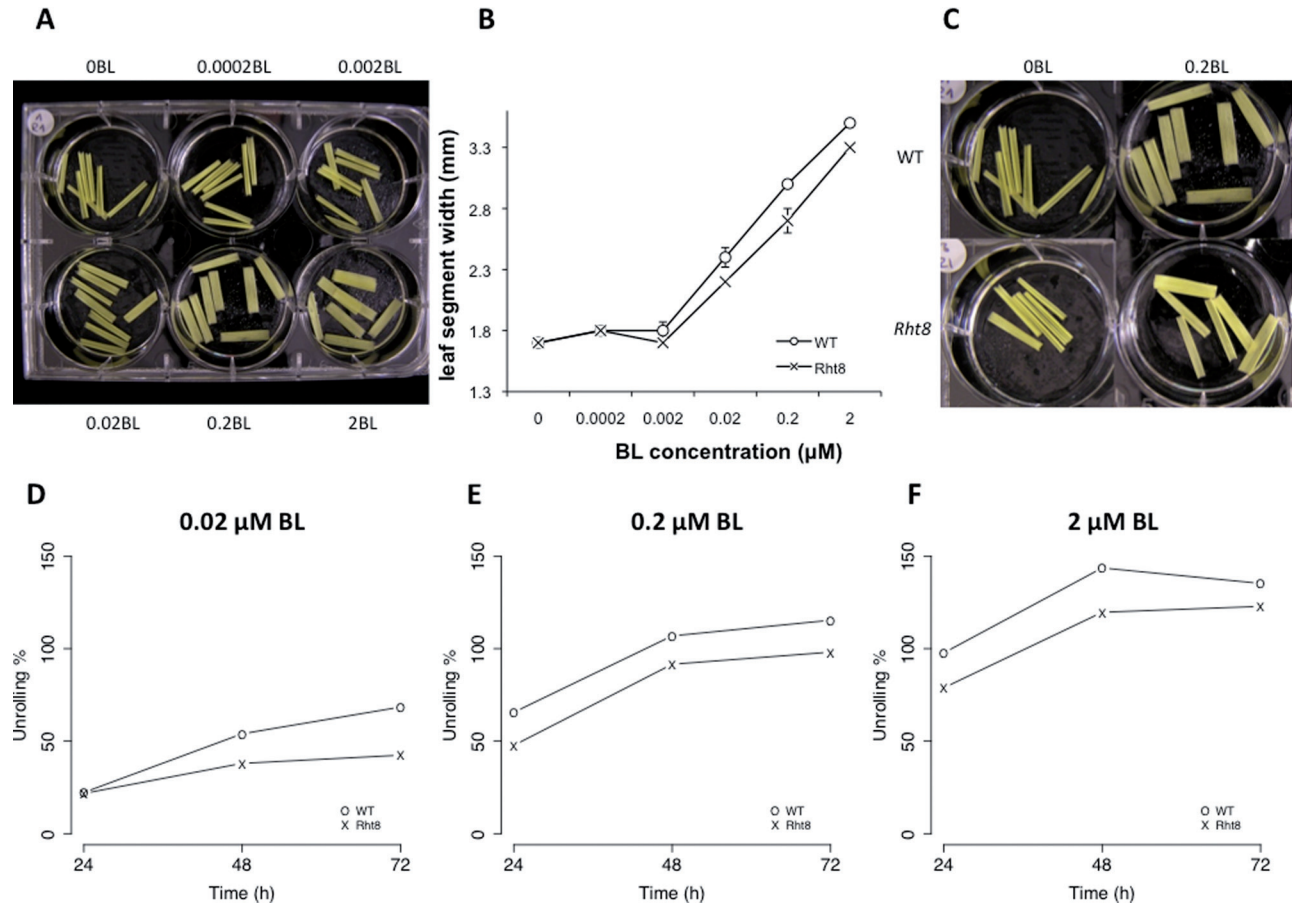 A
0BL 0.0002BL 0.002BL
0.02BL 0.2BL 2BL
B
leaf segment width (mm)
3.3
2.8
2.3
1.8
1.3
WT
Rht8
0 0.0002 0.002 0.02 0.2 2
BL concentration (µM)
C
0BL 0.2BL
WT
Rht8
D
0.02 µM BL
Unrolling %
150
100
50
0
O WT
X Rht8
24 48 72
Time (h)
E
0.2 µM BL
Unrolling %
150
100
50
0
O WT
X Rht8
24 48 72
Time (h)
F
2 µM BL
Unrolling %
150
100
50
0
O WT
X Rht8
24 48 72
Time (h)